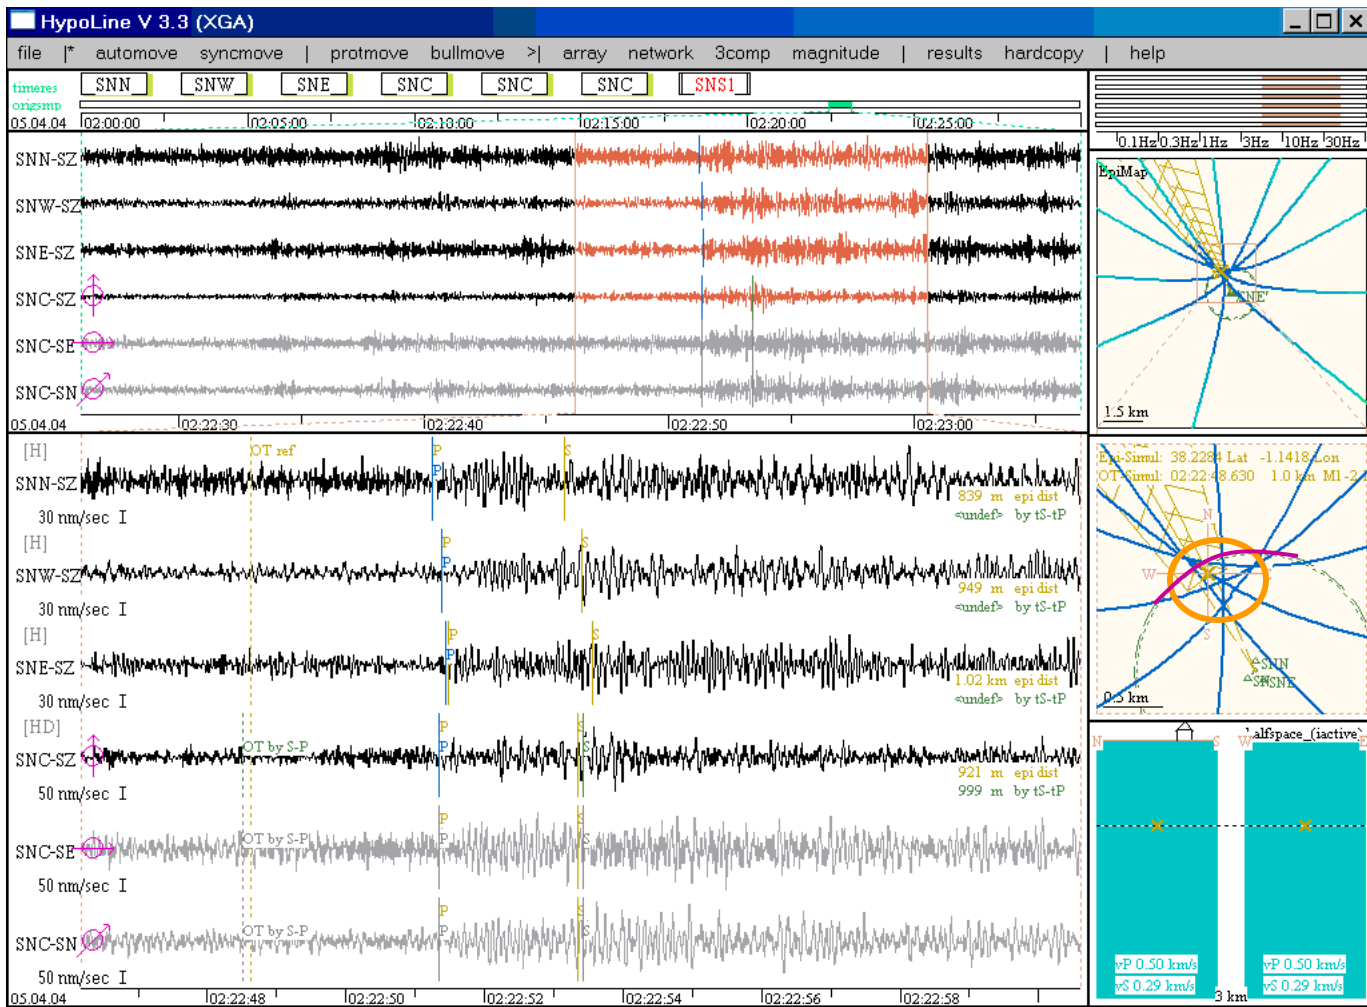 HypoLine V 3.3 (XGA)
file |* automove syncmove | protmove bullmove >| array network 3comp magnitude | results hardcopy | help
timeres SNN SNW SNE SNC SNC SNC SNS1
origsmp
05.04.04 02:00:00 02:05:00 02:10:00 02:15:00 02:20:00 02:25:00
0.1Hz 0.3Hz 1Hz 3Hz 10Hz 30Hz
SNN-SZ
SNW-SZ
SNE-SZ
SNC-SZ
SNC-SE
SNC-SN
05.04.04 02:22:30 02:22:40 02:22:50 02:23:00
EpiMap
SNE
1.5 km
[H] OT ref P S
P
SNN-SZ
839 m epi dist
30 nm/sec I <undef> by tS-tP
[H] P S
P
SNW-SZ
949 m epi dist
30 nm/sec I <undef> by tS-tP
[H] P S
P
SNE-SZ
1.02 km epi dist
30 nm/sec I <undef> by tS-tP
[HD] P S
OT by S-P P S
SNC-SZ
921 m epi dist
50 nm/sec I 999 m by tS-tP
P S
OT by S-P P S
SNC-SE
50 nm/sec I
P S
OT by S-P P S
SNC-SN
50 nm/sec I
05.04.04 02:22:48 02:22:50 02:22:52 02:22:54 02:22:56 02:22:58
Epi-Simul: 38.2284 Lat -1.1418 Lon
OT-Simul: 02:22:48.630 1.0 km Ml-2.
N
W
S
SNN
SNE
0.5 km
halfspace_(iactive)
N S W E
vP 0.50 km/s vP 0.50 km/s
vS 0.29 km/s 3 km vS 0.29 km/s